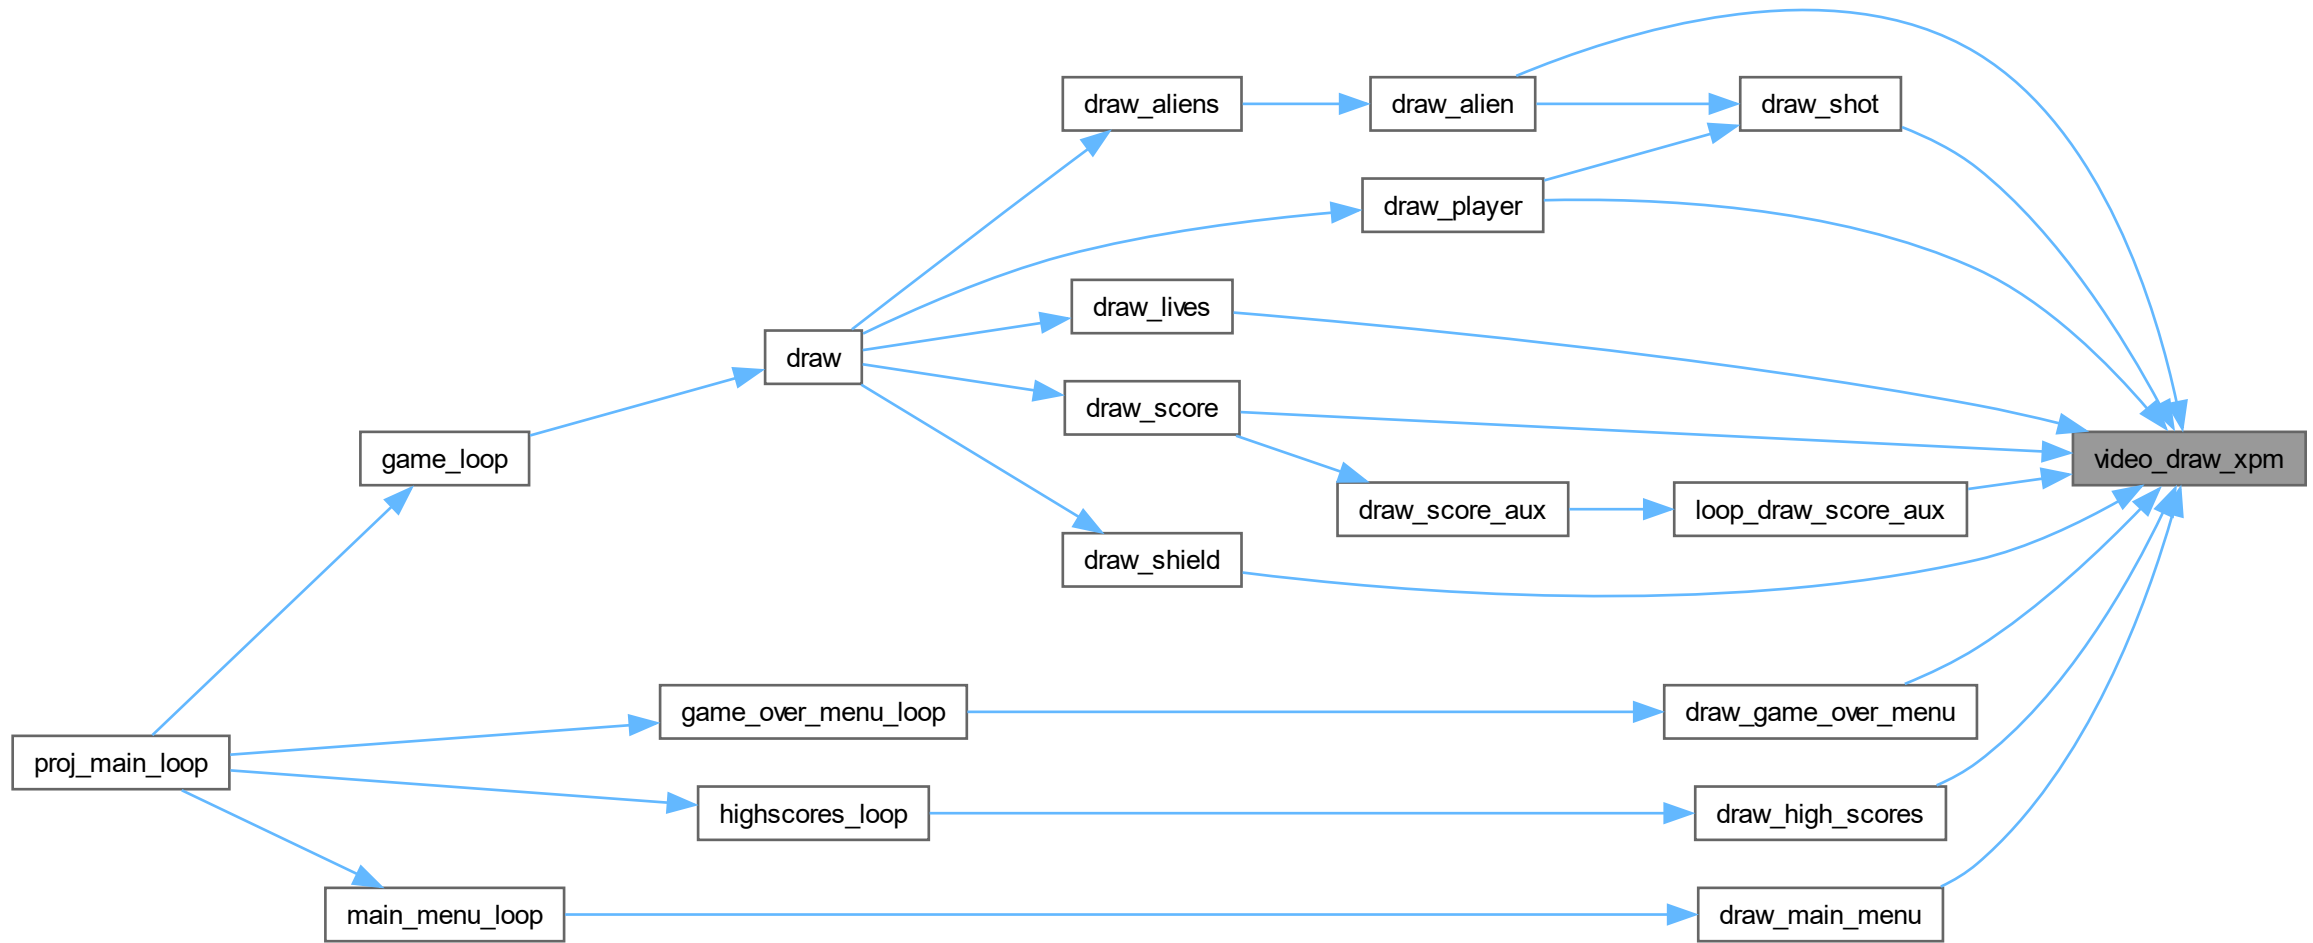 draw_aliens
draw_alien
draw_shot
draw_player
draw_lives
draw
draw_score
game_loop
video_draw_xpm
draw_score_aux
loop_draw_score_aux
draw_shield
game_over_menu_loop
draw_game_over_menu
proj_main_loop
highscores_loop
draw_high_scores
main_menu_loop
draw_main_menu